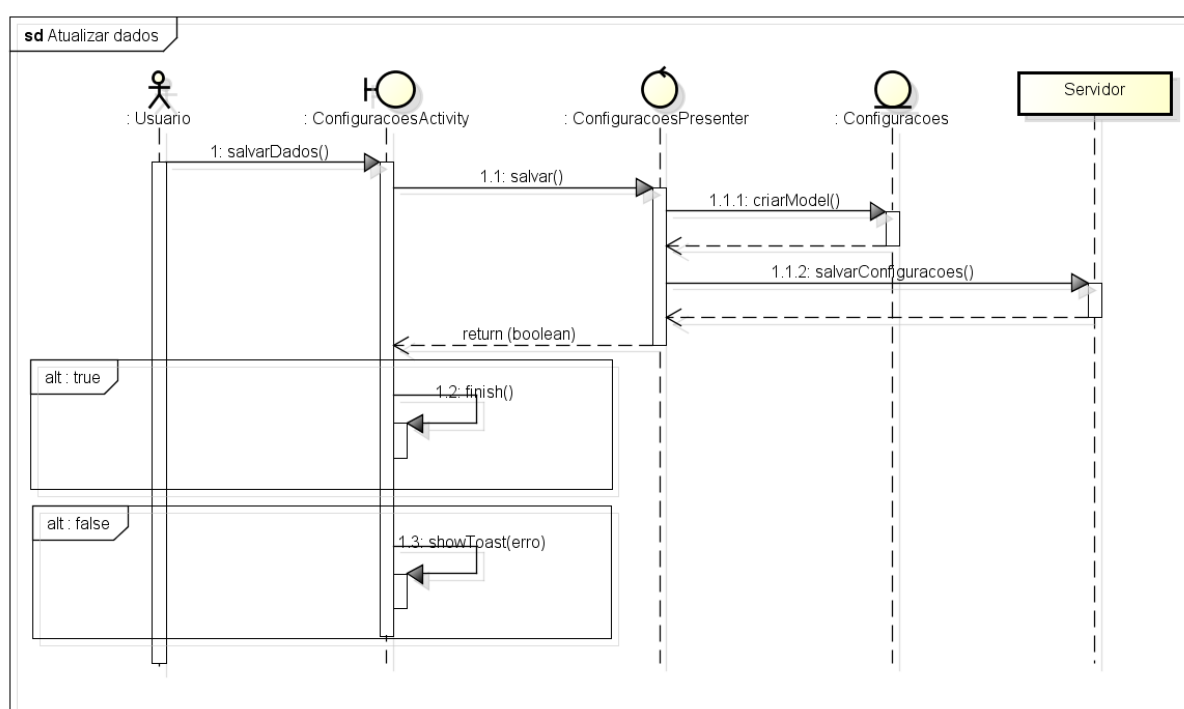 sd Atualizar dados
: Usuario
: ConfiguracoesActivity
: ConfiguracoesPresenter
: Configuracoes
Servidor
1: salvarDados()
1.1: salvar()
1.1.1: criarModel()
1.1.2: salvarConfiguracoes()
return (boolean)
alt : true
1.2: finish()
alt : false
1.3: showToast(erro)